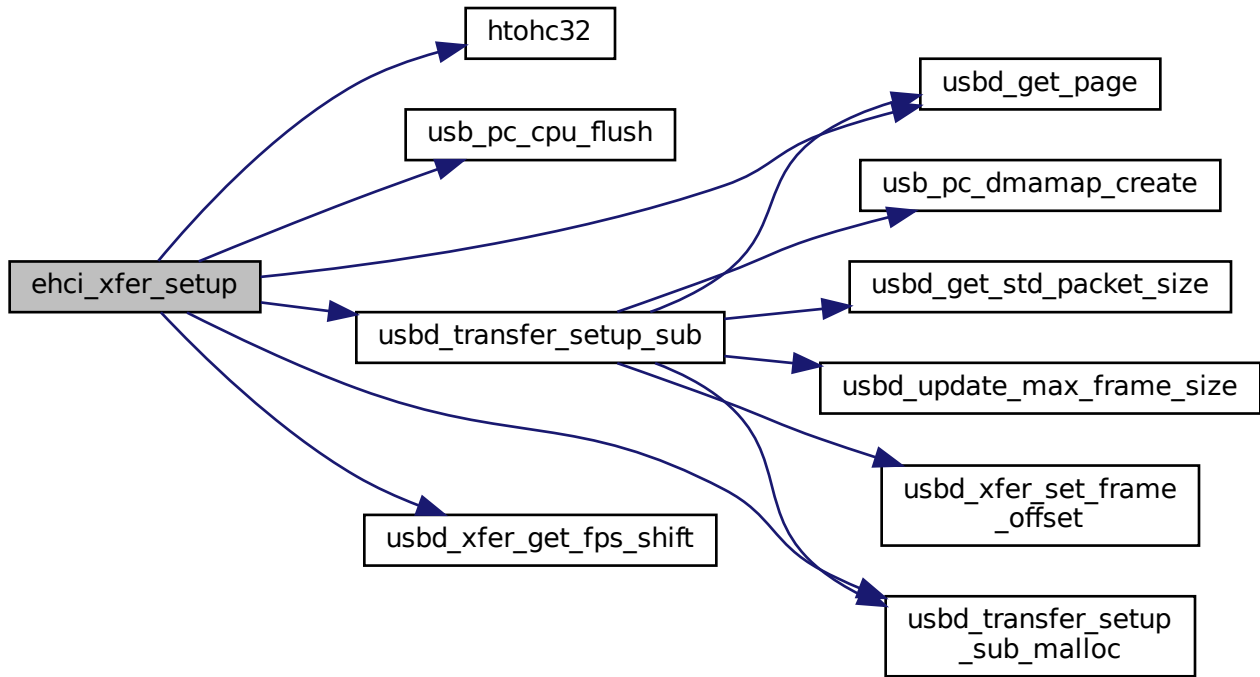 htohc32
usbd_get_page
usb_pc_cpu_flush
usb_pc_dmamap_create
ehci_xfer_setup
usbd_get_std_packet_size
usbd_transfer_setup_sub
usbd_update_max_frame_size
usbd_xfer_set_frame
_offset
usbd_xfer_get_fps_shift
usbd_transfer_setup
_sub_malloc